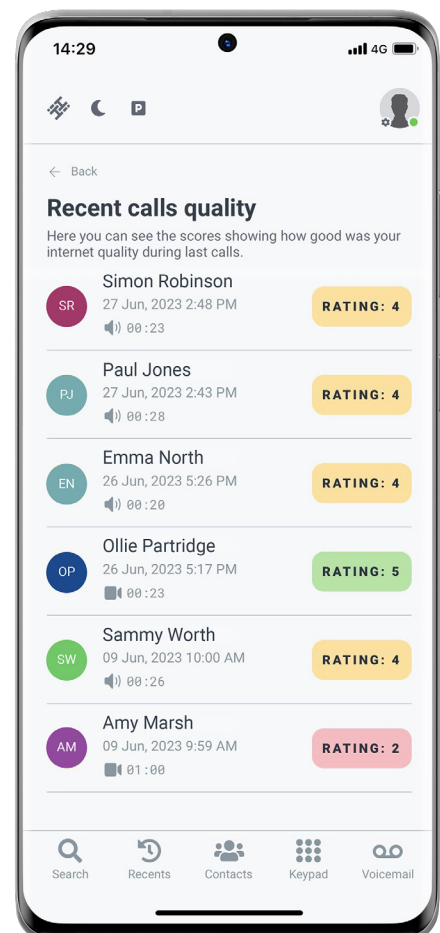 14:29
4G
P
Back
Recent calls quality
Here you can see the scores showing how good was your
internet quality during last calls.
Simon Robinson
SR
27 Jun, 2023 2:48 PM
RATING: 4
00:23
Paul Jones
PJ
27 Jun, 2023 2:43 PM
RATING: 4
00:28
Emma North
EN
26 Jun, 2023 5:26 PM
RATING: 4
00:20
Ollie Partridge
OP
26 Jun, 2023 5:17 PM
RATING: 5
00:23
Sammy Worth
SW
09 Jun, 2023 10:00 AM
RATING: 4
00:26
Amy Marsh
AM
09 Jun, 2023 9:59 AM
RATING: 2
01:00
Search
Recents
Contacts
Keypad
Voicemail